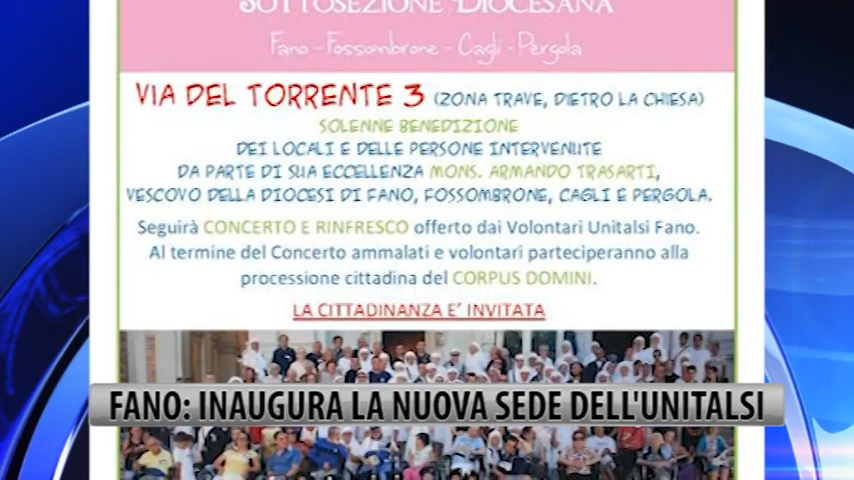 SOTTOSEZIONE DIOCESANA
Fano - Fossombrone - Cagli - Pergola
VIA DEL TORRENTE 3 (ZONA TRAVE, DIETRO LA CHIESA)
SOLENNE BENEDIZIONE
DEI LOCALI E DELLE PERSONE INTERVENUTE
DA PARTE DI SUA ECCELLENZA MONS. ARMANDO TRASARTI,
VESCOVO DELLA DIOCESI DI FANO, FOSSOMBRONE, CAGLI E PERGOLA.
Seguirà CONCERTO E RINFRESCO offerto dai Volontari Unitalsi Fano.
Al termine del Concerto ammalati e volontari parteciperanno alla
processione cittadina del CORPUS DOMINI.
LA CITTADINANZA E' INVITATA
FANO: INAUGURA LA NUOVA SEDE DELL'UNITALSI